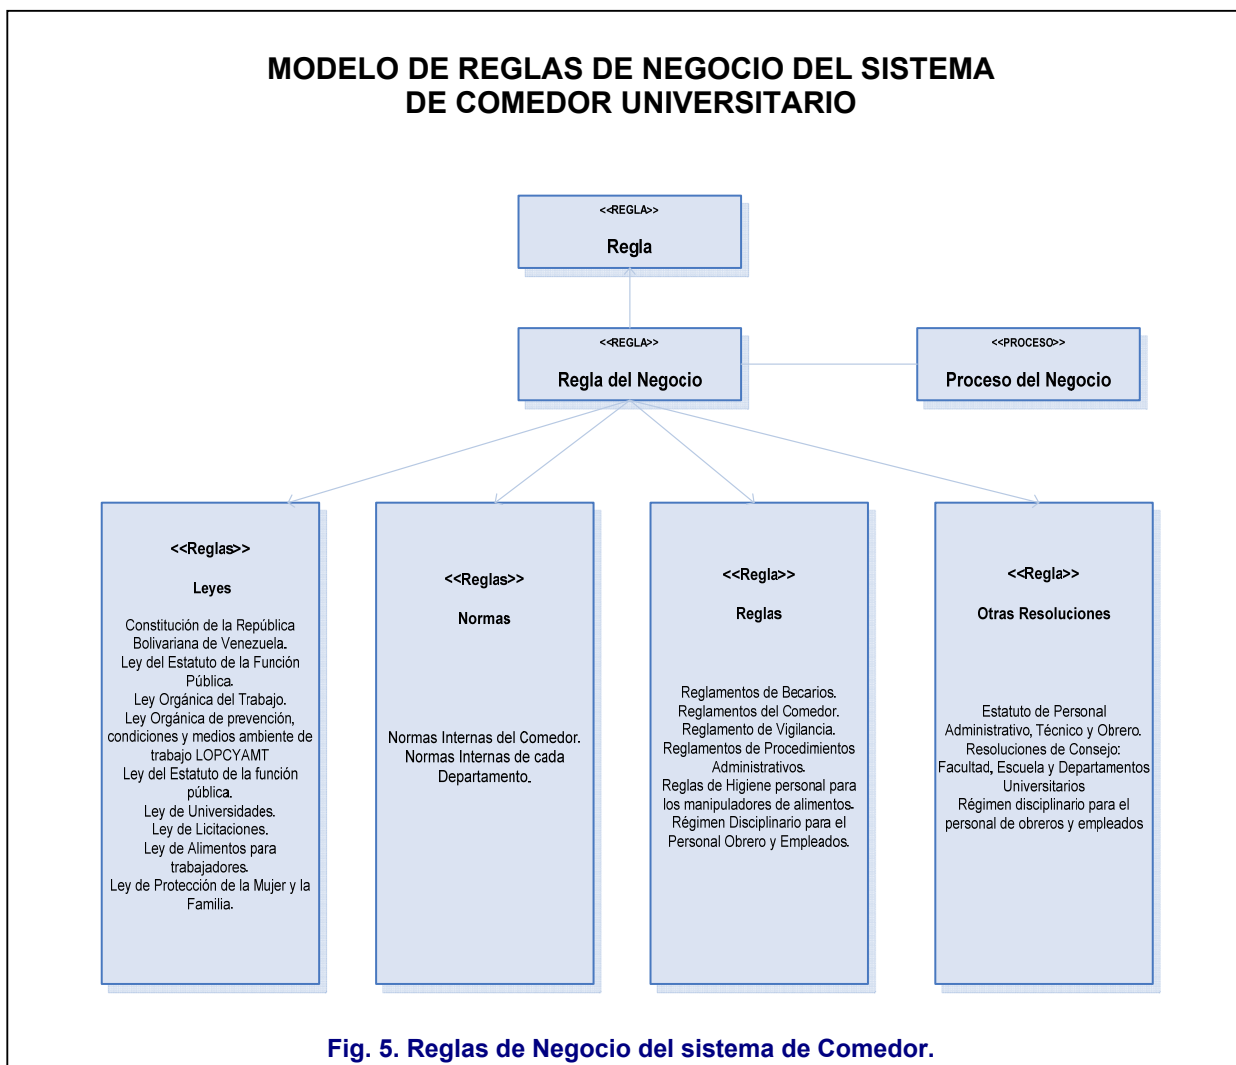 MODELO DE REGLAS DE NEGOCIO DEL SISTEMA
DE COMEDOR UNIVERSITARIO
<<REGLA>>
Regla
<<REGLA>>
Regla del Negocio
<<PROCESO>>
Proceso del Negocio
<<Reglas>>
Leyes
Constitución de la República
Bolivariana de Venezuela.
Ley del Estatuto de la Función
Pública.
Ley Orgánica del Trabajo.
Ley Orgánica de prevención,
condiciones y medios ambiente de
trabajo LOPCYAMT
Ley del Estatuto de la función
pública.
Ley de Universidades.
Ley de Licitaciones.
Ley de Alimentos para
trabajadores.
Ley de Protección de la Mujer y la
Familia.
<<Reglas>>
Normas
Normas Internas del Comedor.
Normas Internas de cada
Departamento.
<<Regla>>
Reglas
Reglamentos de Becarios.
Reglamentos del Comedor.
Reglamento de Vigilancia.
Reglamentos de Procedimientos
Administrativos.
Reglas de Higiene personal para
los manipuladores de alimentos.
Régimen Disciplinario para el
Personal Obrero y Empleados.
<<Regla>>
Otras Resoluciones
Estatuto de Personal
Administrativo, Técnico y Obrero.
Resoluciones de Consejo:
Facultad, Escuela y Departamentos
Universitarios
Régimen disciplinario para el
personal de obreros y empleados
Fig. 5. Reglas de Negocio del sistema de Comedor.